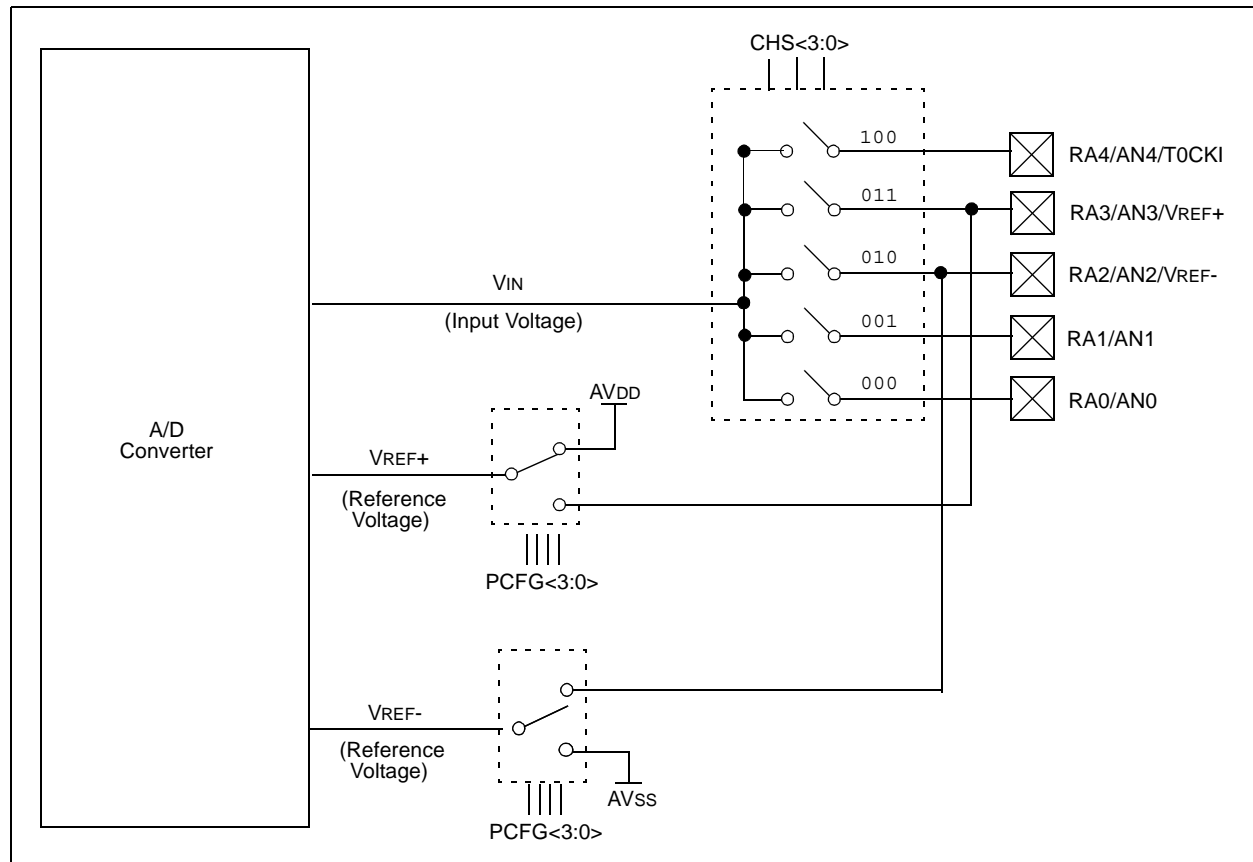 CHS<3:0>
100
RA4/AN4/T0CKI
011
RA3/AN3/VREF+
010
RA2/AN2/VREF-
VIN
(Input Voltage)
001
RA1/AN1
000
RA0/AN0
AVDD
A/D
Converter
VREF+
(Reference
Voltage)
PCFG<3:0>
VREF-
(Reference
Voltage)
AVSS
PCFG<3:0>